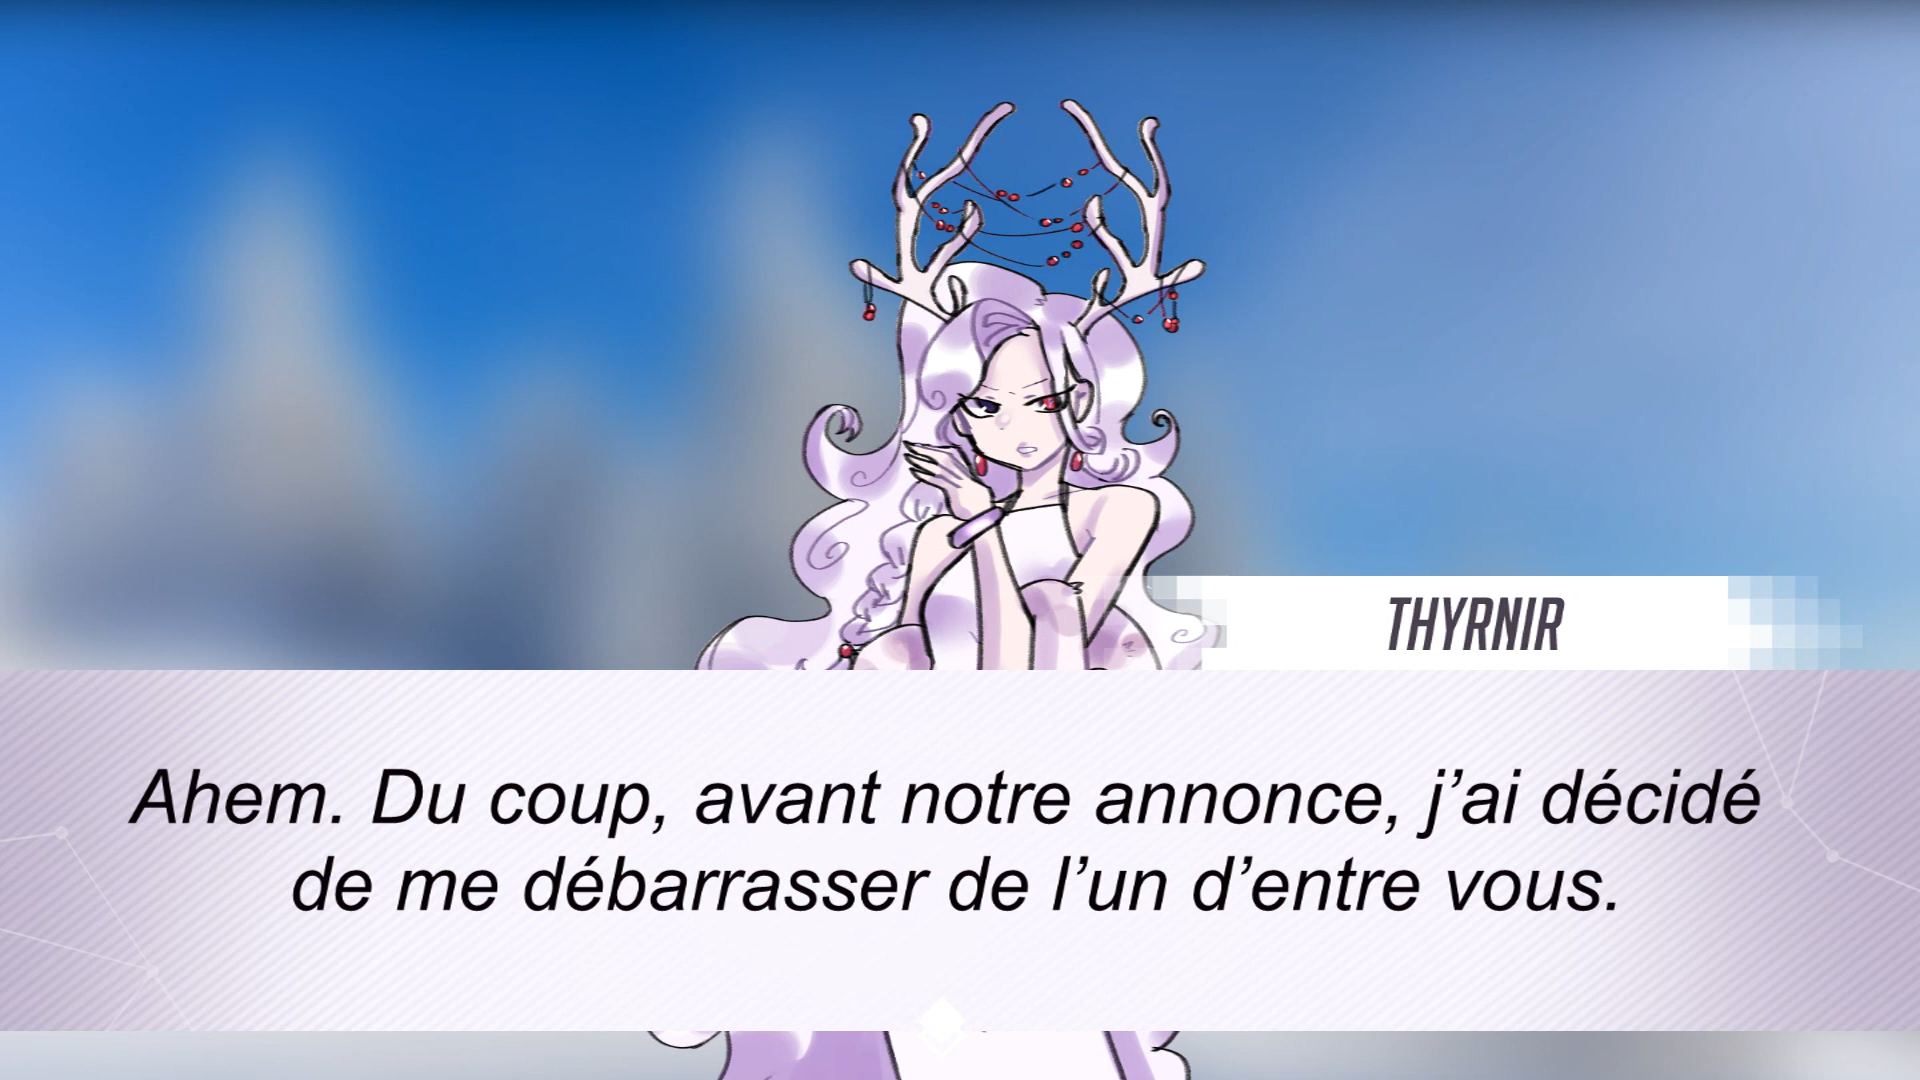 THYRNIR
Ahem. Du coup, avant notre annonce, j’ai décidé
de me débarrasser de l’un d’entre vous.